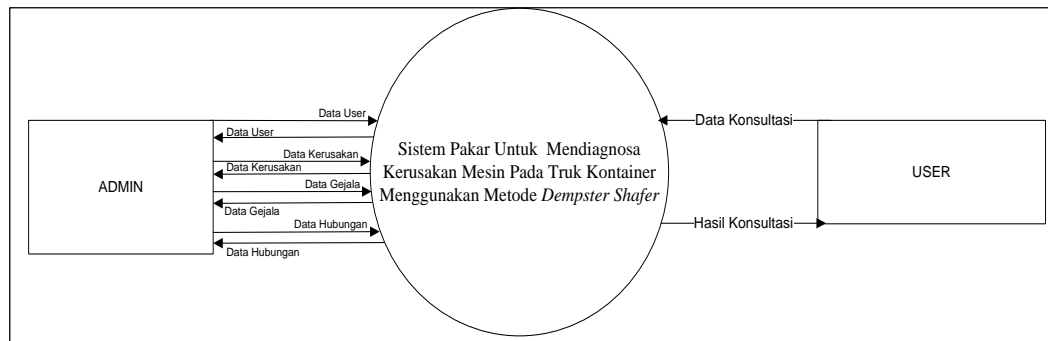 ADMIN
Data User
Data User
Data Kerusakan
Data Kerusakan
Data Gejala
Data Gejala
Data Hubungan
Data Hubungan
Sistem Pakar Untuk Mendiagnosa
Kerusakan Mesin Pada Truk Kontainer
Menggunakan Metode Dempster Shafer
Data Konsultasi
Hasil Konsultasi
USER